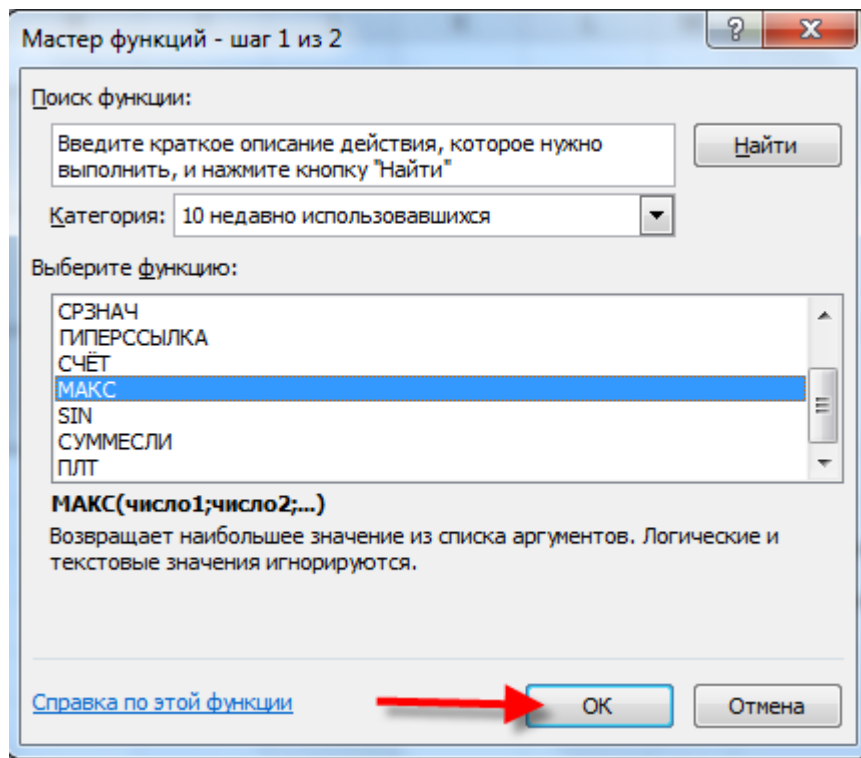 Мастер функций - шаг 1 из 2
Поиск функции:
Введите краткое описание действия, которое нужно
выполнить, и нажмите кнопку "Найти"
Найти
Категория: 10 недавно использовавшихся
Выберите функцию:
СРЗНАЧ
ГИПЕРССЫЛКА
СЧЁТ
МАКС
SIN
СУММЕСЛИ
ПЛТ
МАКС(число1;число2;...)
Возвращает наибольшее значение из списка аргументов. Логические и
текстовые значения игнорируются.
Справка по этой функции
ОК
Отмена